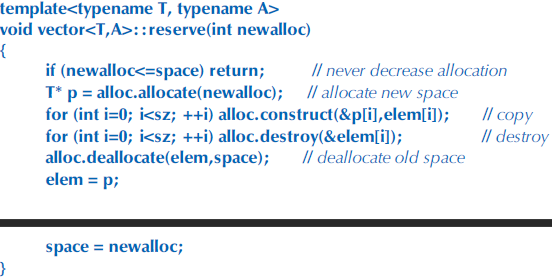 template<typename T, typename A>
void vector<T,A>::reserve(int newalloc)
{
if (newalloc<=space) return; // never decrease allocation
T* p = alloc.allocate(newalloc); // allocate new space
for (int i=0; i<sz; ++i) alloc.construct(&p[i],elem[i]); // copy
for (int i=0; i<sz; ++i) alloc.destroy(&elem[i]); // destroy
alloc.deallocate(elem,space); // deallocate old space
elem = p;
space = newalloc;
}